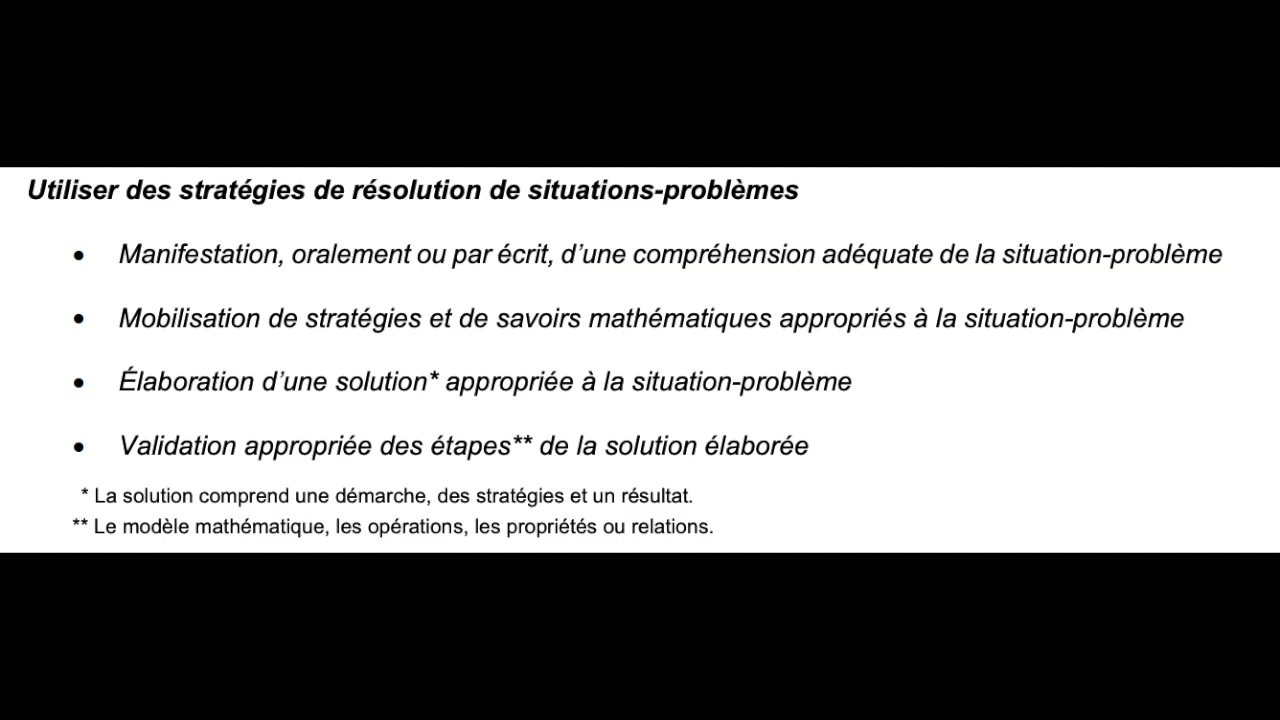 Utiliser des stratégies de résolution de situations-problèmes
• Manifestation, oralement ou par écrit, d’une compréhension adéquate de la situation-problème
• Mobilisation de stratégies et de savoirs mathématiques appropriés à la situation-problème
• Élaboration d’une solution* appropriée à la situation-problème
• Validation appropriée des étapes** de la solution élaborée
* La solution comprend une démarche, des stratégies et un résultat.
** Le modèle mathématique, les opérations, les propriétés ou relations.